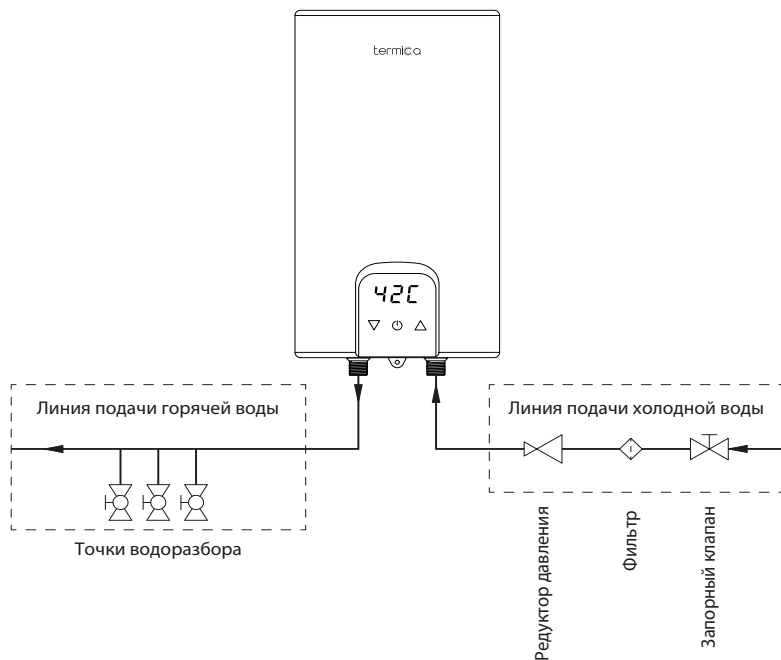 termica
42C
Линия подачи горячей воды
Линия подачи холодной воды
Точки водоразбора
Редуктор давления
Фильтр
Запорный клапан